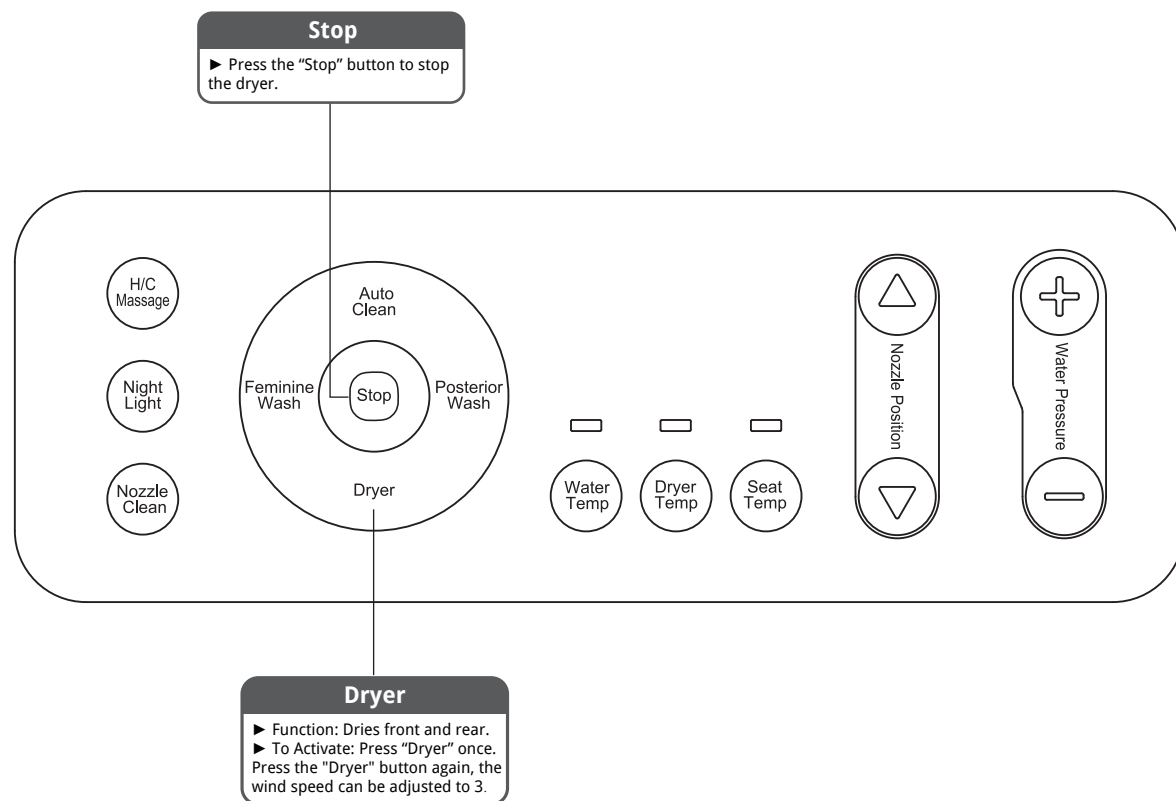 Stop
► Press the “Stop” button to stop
the dryer.
H/C
Massage
Night
Light
Nozzle
Clean
Auto
Clean
Feminine
Wash
Stop
Posterior
Wash
Dryer
Water
Temp
Dryer
Temp
Seat
Temp
Nozzle Position
Water Pressure
Dryer
► Function: Dries front and rear.
► To Activate: Press “Dryer” once.
Press the "Dryer" button again, the
wind speed can be adjusted to 3.